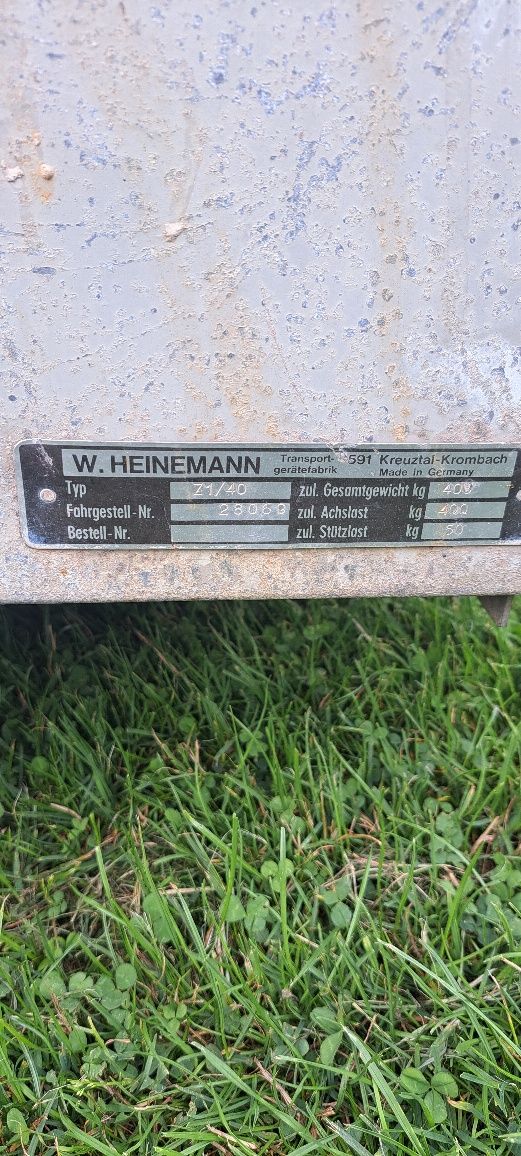 W. HEINEMANN Transport- 591 Kreuztal-Krombach
gerätefabrik Made in Germany
Typ Z1/40 zul. Gesamtgewicht kg 400
Fahrgestell-Nr. zul. Achslast kg 400
Bestell-Nr. zul. Stützlast kg 50